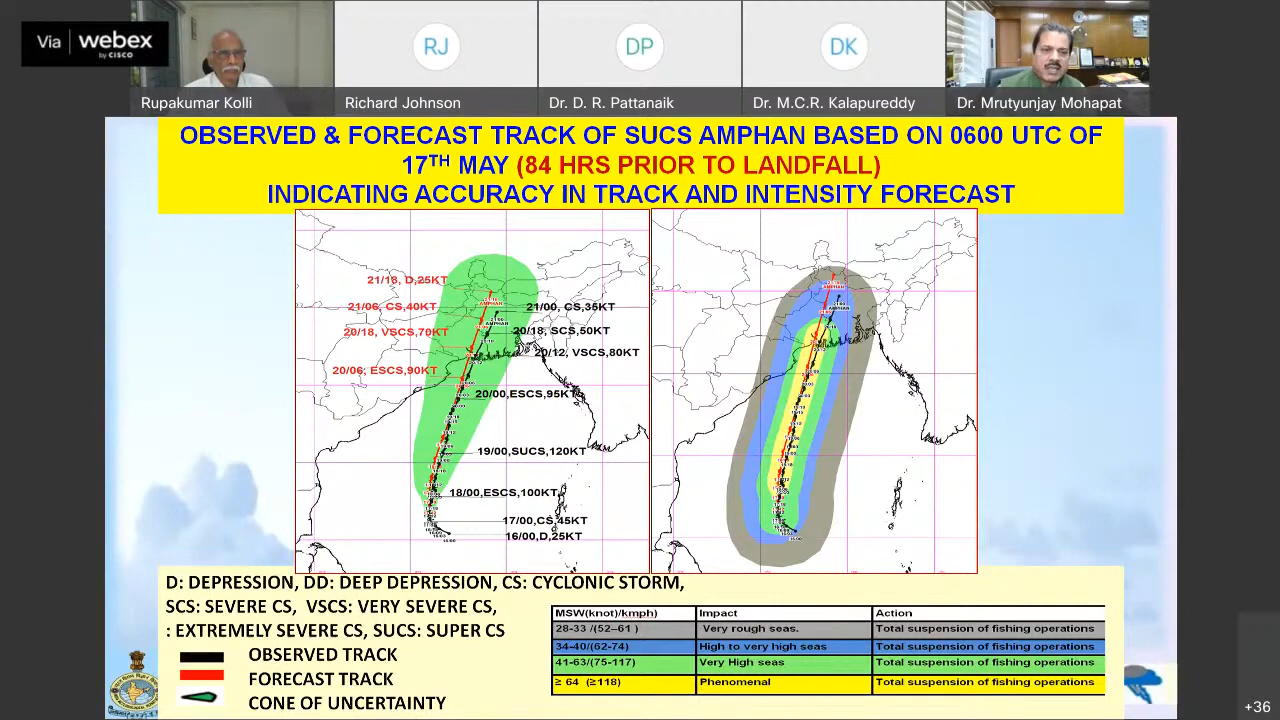 Via webex
by CISCO
RJ
DP
DK
Rupakumar Kolli
Richard Johnson
Dr. D. R. Pattanaik
Dr. M.C.R. Kalapureddy
Dr. Mrutyunjay Mohapat
OBSERVED & FORECAST TRACK OF SUCS AMPHAN BASED ON 0600 UTC OF
17TH MAY (84 HRS PRIOR TO LANDFALL)
INDICATING ACCURACY IN TRACK AND INTENSITY FORECAST
21/18, D,25KT
21/06, CS,40KT
20/18, VSCS,70KT
20/06, ESCS,90KT
21/00, CS,35KT
20/18, SCS,50KT
20/12, VSCS,80KT
20/00,ESCS,95KT
19/00,SUCS,120KT
18/00,ESCS,100KT
17/00,CS,45KT
16/00,D,25KT
AMPHAN
AMPHAN
AMPHAN
AMPHAN
D: DEPRESSION, DD: DEEP DEPRESSION, CS: CYCLONIC STORM,
SCS: SEVERE CS, VSCS: VERY SEVERE CS,
: EXTREMELY SEVERE CS, SUCS: SUPER CS
OBSERVED TRACK
FORECAST TRACK
CONE OF UNCERTAINTY
MSW(knot)/kmph) Impact Action
28-33 /(52–61 ) Very rough seas. Total suspension of fishing operations
34-40/(62-74) High to very high seas Total suspension of fishing operations
41-63/(75-117) Very High seas Total suspension of fishing operations
≥ 64 (≥118) Phenomenal Total suspension of fishing operations
+36